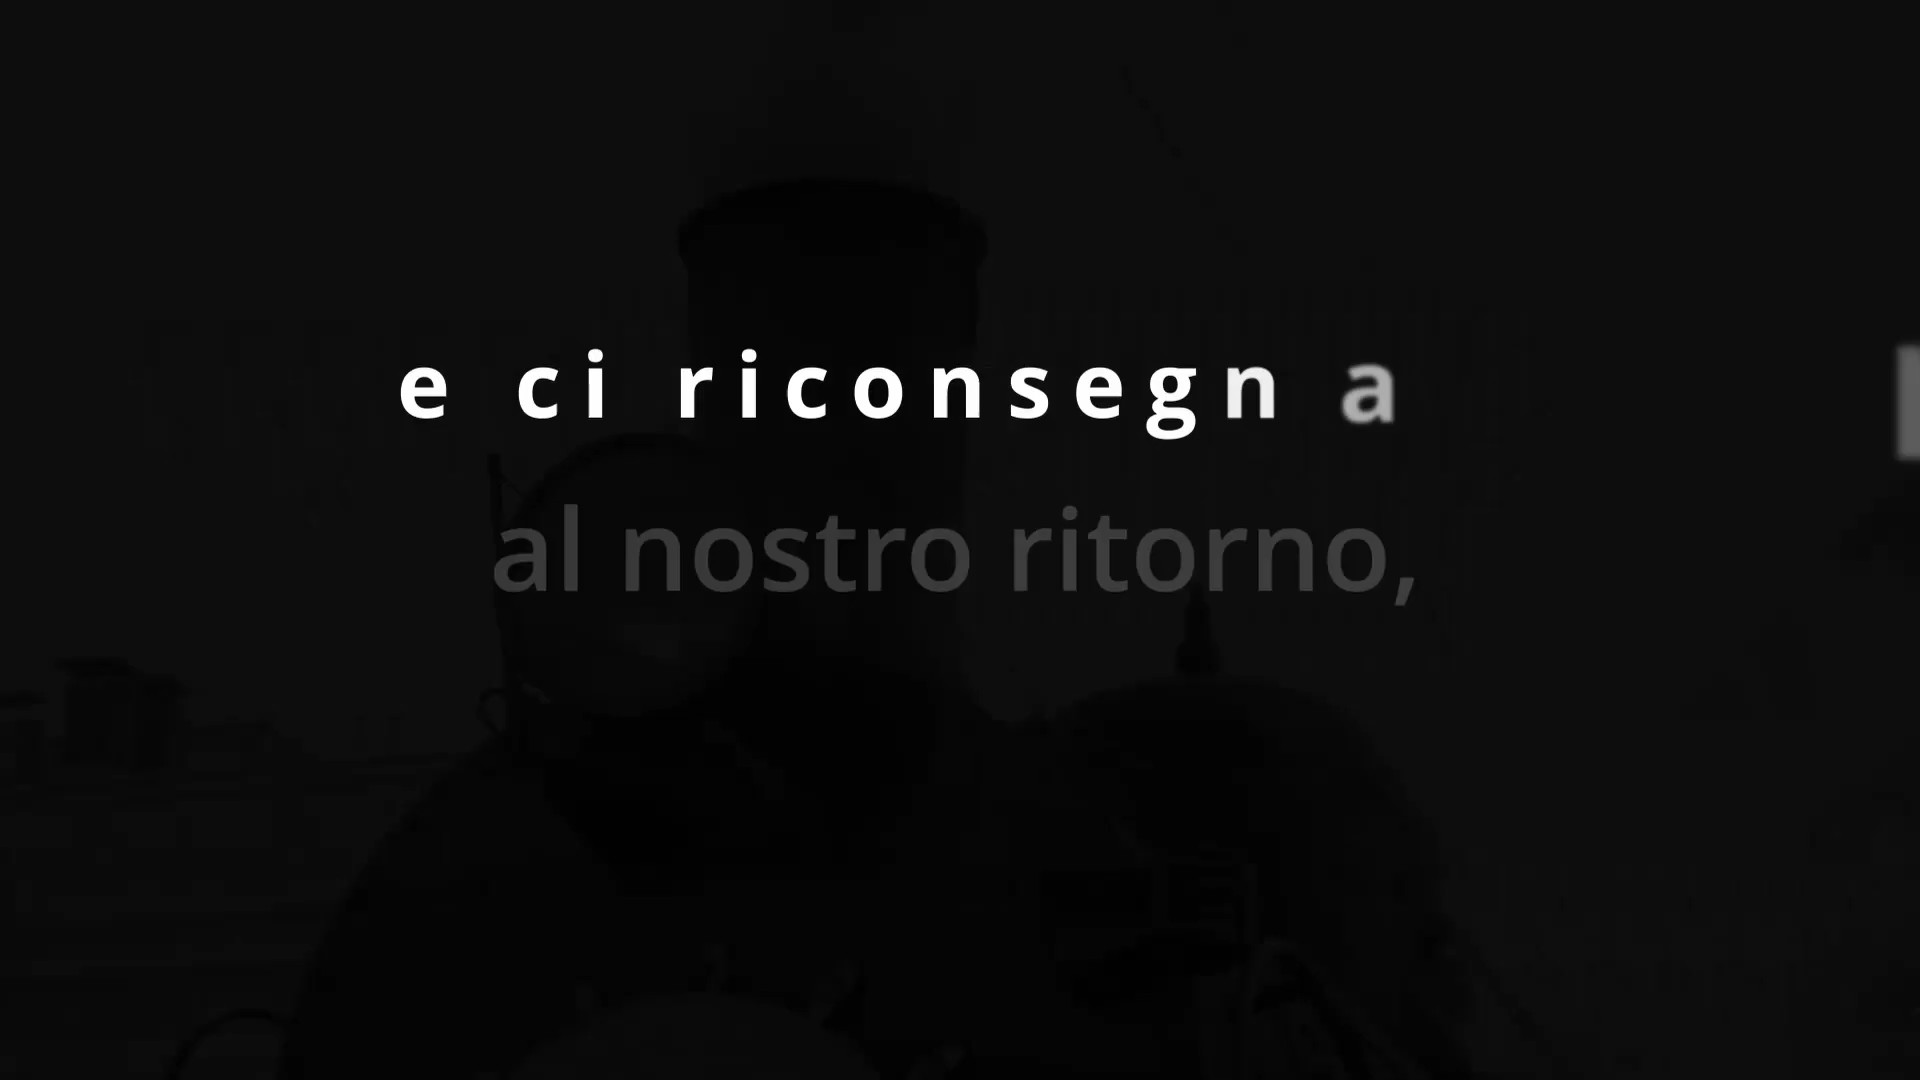 e ci riconsegna
al nostro ritorno,